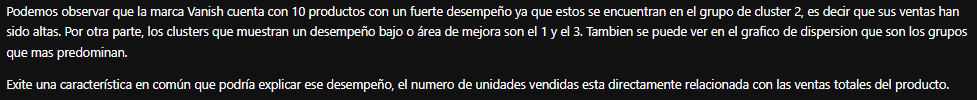 Podemos observar que la marca Vanish cuenta con 10 productos con un fuerte desempeño ya que estos se encuentran en el grupo de cluster 2, es decir que sus ventas han
sido altas. Por otra parte, los clusters que muestran un desempeño bajo o área de mejora son el 1 y el 3. Tambien se puede ver en el grafico de dispersion que son los grupos
que mas predominan.
Exite una característica en común que podría explicar ese desempeño, el numero de unidades vendidas esta directamente relacionada con las ventas totales del producto.